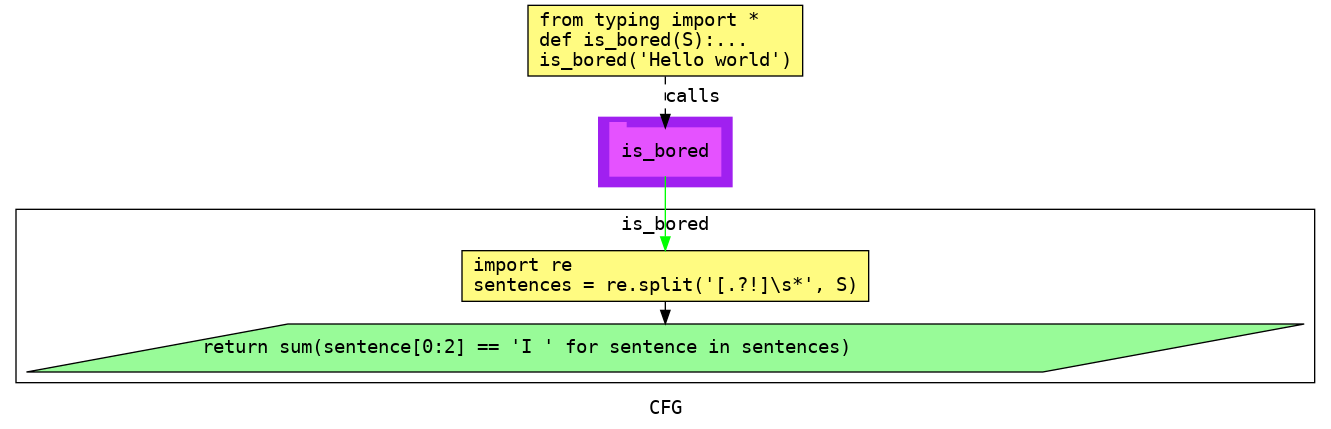 from typing import *
def is_bored(S):...
is_bored('Hello world')
calls
is_bored
is_bored
import re
sentences = re.split('[.?!]\s*', S)
return sum(sentence[0:2] == 'I ' for sentence in sentences)
CFG